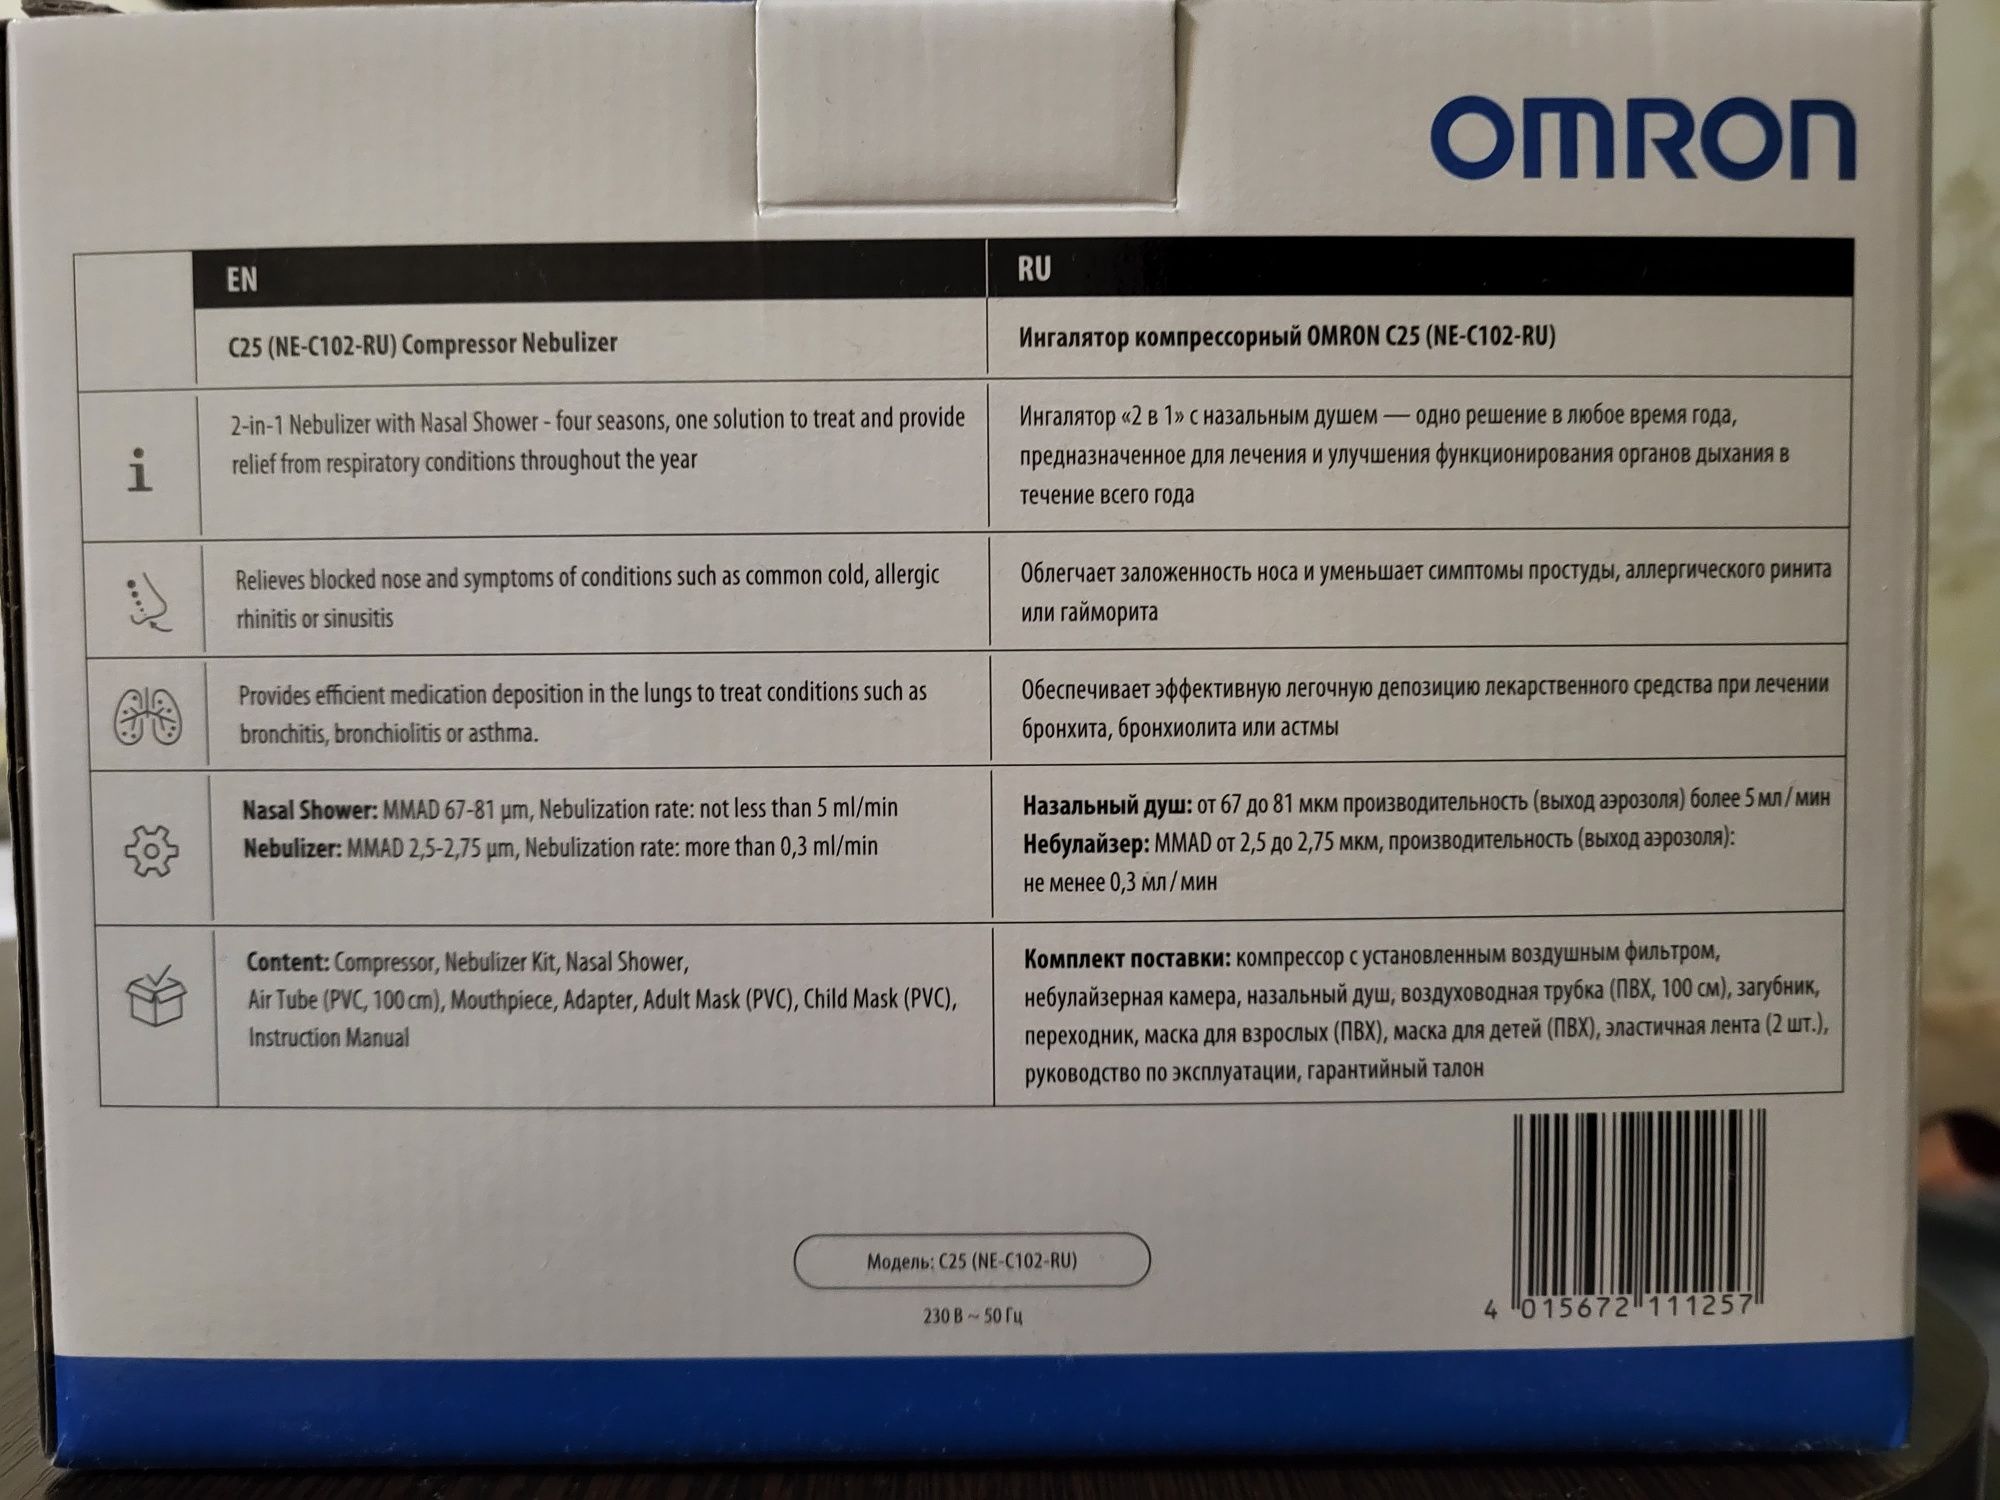 OMRON
EN
RU
C25 (NE-C102-RU) Compressor Nebulizer
Ингалятор компрессорный OMRON C25 (NE-C102-RU)
2-in-1 Nebulizer with Nasal Shower - four seasons, one solution to treat and provide
relief from respiratory conditions throughout the year
Ингалятор «2 в 1» с назальным душем — одно решение в любое время года,
предназначенное для лечения и улучшения функционирования органов дыхания в
течение всего года
Relieves blocked nose and symptoms of conditions such as common cold, allergic
rhinitis or sinusitis
Облегчает заложенность носа и уменьшает симптомы простуды, аллергического ринита
или гайморита
Provides efficient medication deposition in the lungs to treat conditions such as
bronchitis, bronchiolitis or asthma.
Обеспечивает эффективную легочную депозицию лекарственного средства при лечении
бронхита, бронхиолита или астмы
Nasal Shower: MMAD 67-81 µm, Nebulization rate: not less than 5 ml/min
Nebulizer: MMAD 2,5-2,75 µm, Nebulization rate: more than 0,3 ml/min
Назальный душ: от 67 до 81 мкм производительность (выход аэрозоля) более 5 мл/мин
Небулайзер: MMAD от 2,5 до 2,75 мкм, производительность (выход аэрозоля):
не менее 0,3 мл/мин
Content: Compressor, Nebulizer Kit, Nasal Shower,
Air Tube (PVC, 100 cm), Mouthpiece, Adapter, Adult Mask (PVC), Child Mask (PVC),
Instruction Manual
Комплект поставки: компрессор с установленным воздушным фильтром,
небулайзерная камера, назальный душ, воздуховодная трубка (ПВХ, 100 см), загубник,
переходник, маска для взрослых (ПВХ), маска для детей (ПВХ), эластичная лента (2 шт.),
руководство по эксплуатации, гарантийный талон
Модель: C25 (NE-C102-RU)
230 В ~ 50 Гц
4 015672 111257